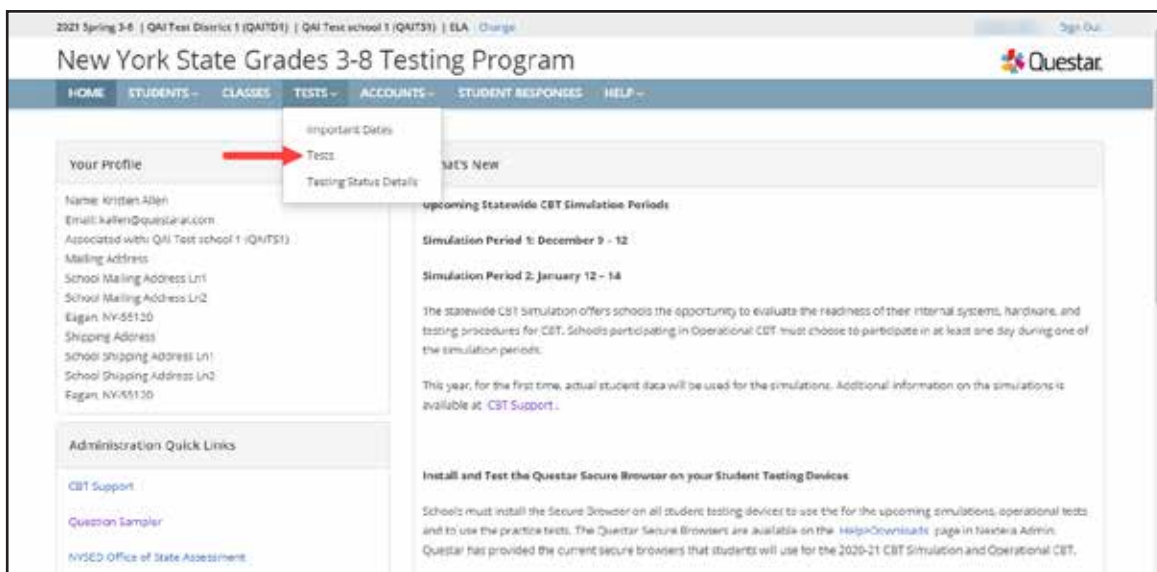 2021 Spring 3-8 | QAI Test District 1 (QAITD1) | QAI Test school 1 (QAITS1) | ELA Change
Sign Out
New York State Grades 3-8 Testing Program
Questar
HOME STUDENTS CLASSES TESTS ACCOUNTS STUDENT RESPONSES HELP
Important Dates
Tests
Testing Status Details
Your Profile
Name: Kristen Allen
Email: kallen@questarai.com
Associated with: QAI Test school 1 (QAITS1)
Mailing Address
School Mailing Address Ln1
School Mailing Address Ln2
Eagan, NY-55120
Shipping Address
School Shipping Address Ln1
School Shipping Address Ln2
Eagan, NY-55120
Administration Quick Links
CBT Support
Question Sampler
NYSED Office of State Assessment
hat's New
Upcoming Statewide CBT Simulation Periods
Simulation Period 1: December 9 - 12
Simulation Period 2: January 12 - 14
The statewide CBT Simulation offers schools the opportunity to evaluate the readiness of their internal systems, hardware, and
testing procedures for CBT. Schools participating in Operational CBT must choose to participate in at least one day during one of
the simulation periods.
This year, for the first time, actual student data will be used for the simulations. Additional information on the simulations is
available at CBT Support.
Install and Test the Questar Secure Browser on your Student Testing Devices
Schools must install the Secure Browser on all student testing devices to use the for the upcoming simulations, operational tests
and to use the practice tests. The Questar Secure Browsers are available on the Help>Downloads page in Nextera Admin.
Questar has provided the current secure browsers that students will use for the 2020-21 CBT Simulation and Operational CBT.